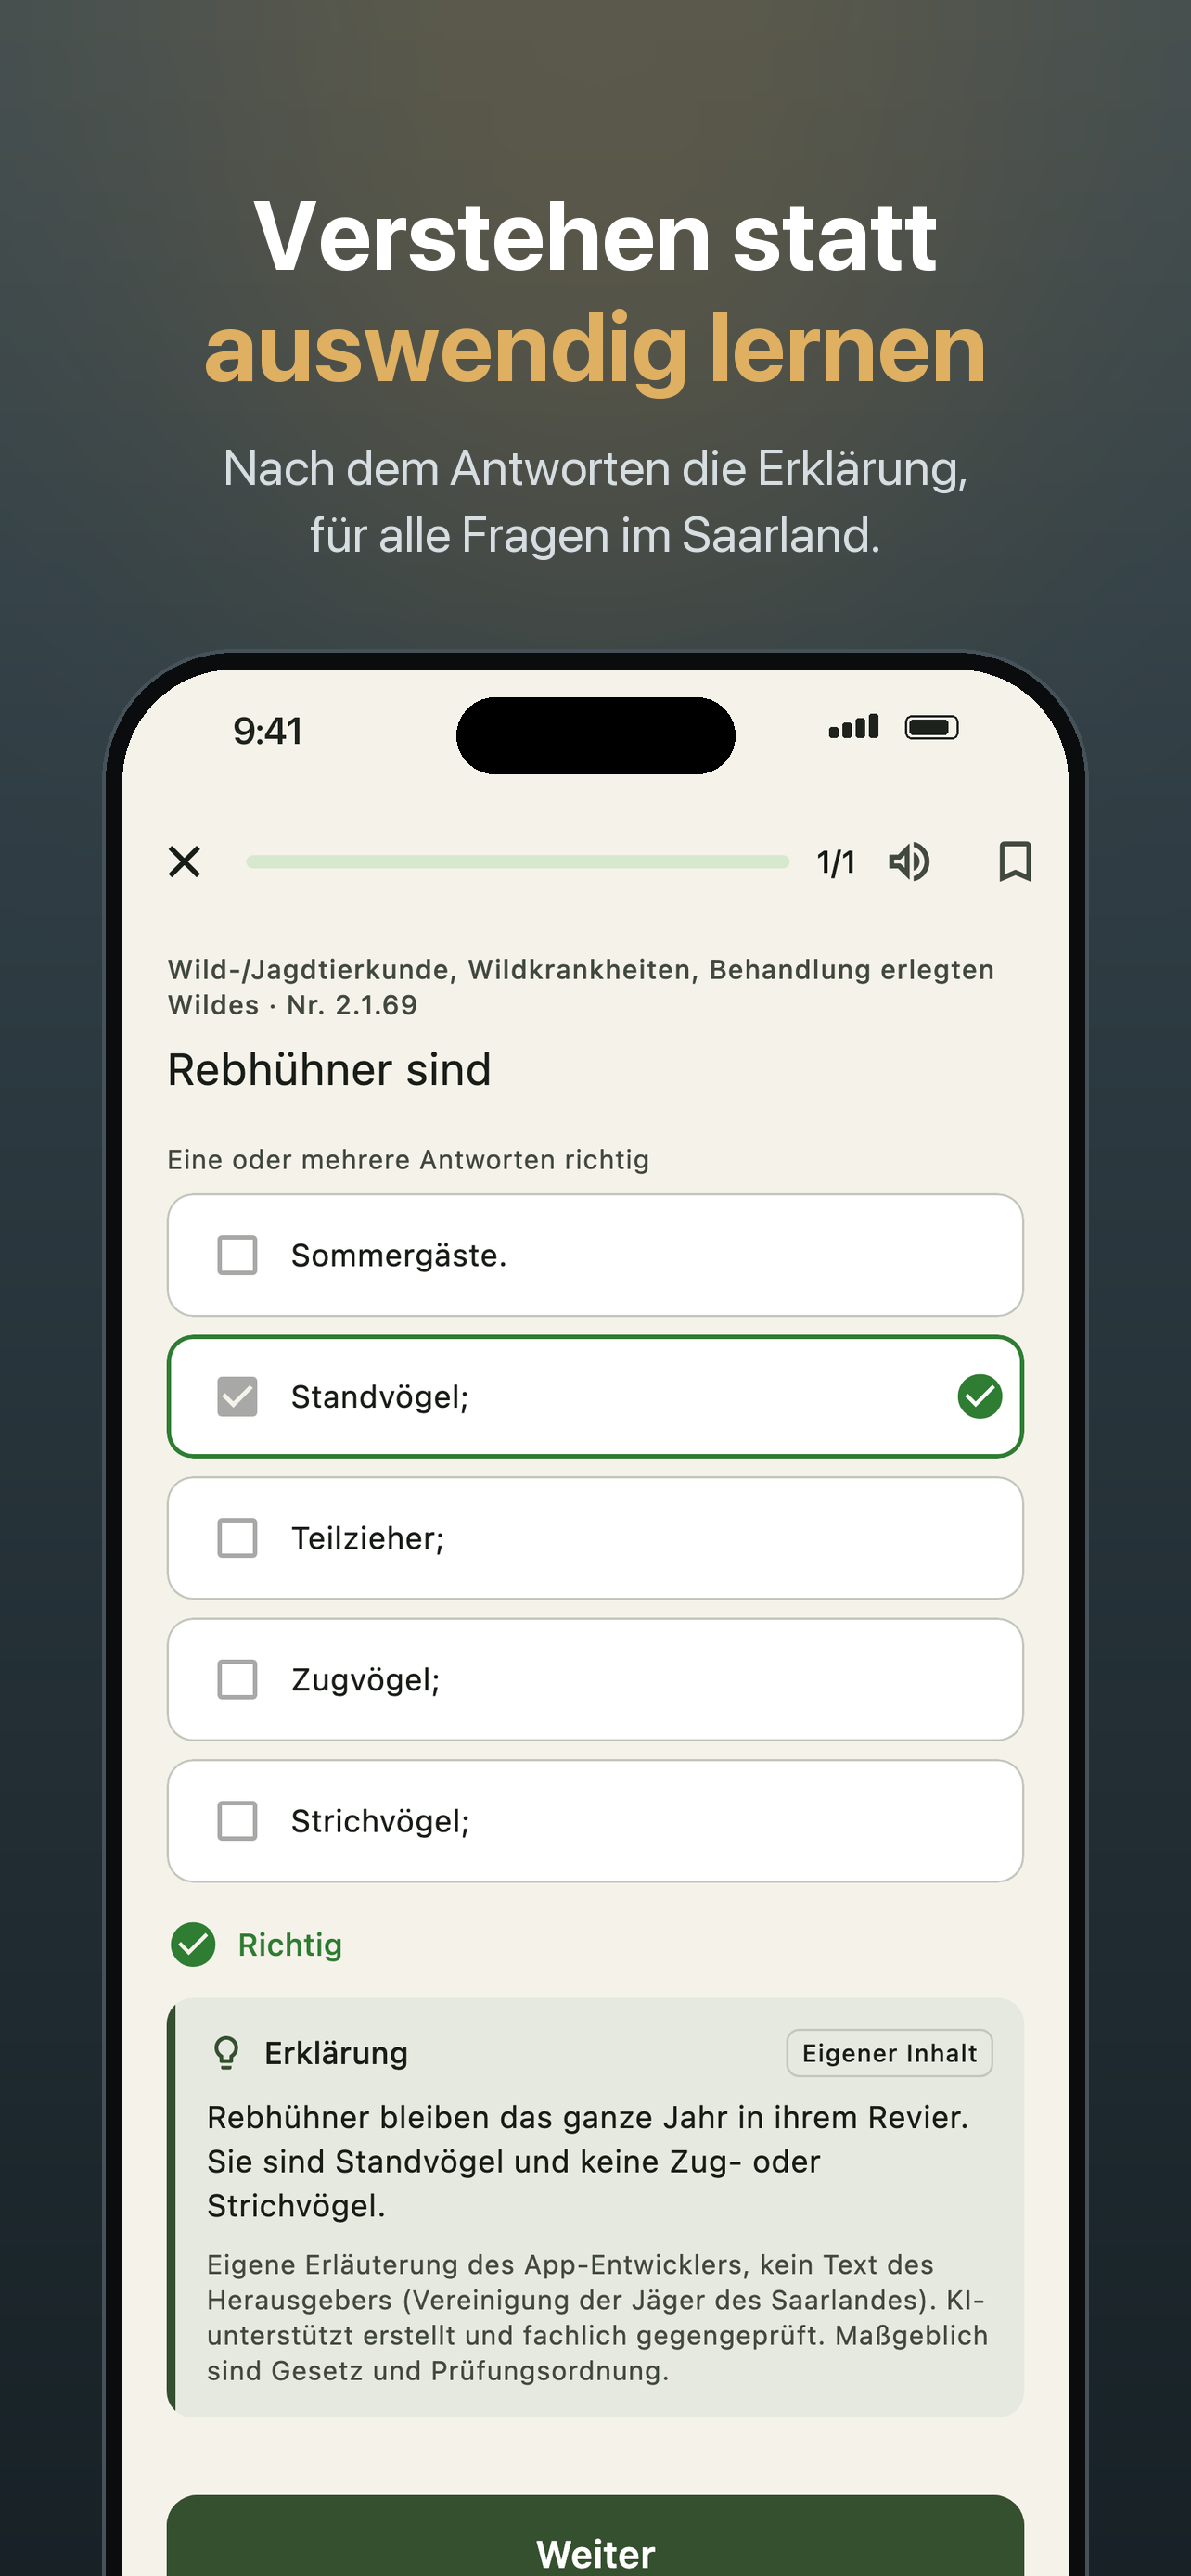 Verstehen statt
auswendig lernen
Nach dem Antworten die Erklärung,
für alle Fragen im Saarland.
9:41
1/1
Wild-/Jagdtierkunde, Wildkrankheiten, Behandlung erlegten
Wildes · Nr. 2.1.69
Rebhühner sind
Eine oder mehrere Antworten richtig
Sommergäste.
Standvögel;
Teilzieher;
Zugvögel;
Strichvögel;
Richtig
Erklärung
Eigener Inhalt
Rebhühner bleiben das ganze Jahr in ihrem Revier.
Sie sind Standvögel und keine Zug- oder
Strichvögel.
Eigene Erläuterung des App-Entwicklers, kein Text des
Herausgebers (Vereinigung der Jäger des Saarlandes). KI-
unterstützt erstellt und fachlich gegengeprüft. Maßgeblich
sind Gesetz und Prüfungsordnung.
Weiter